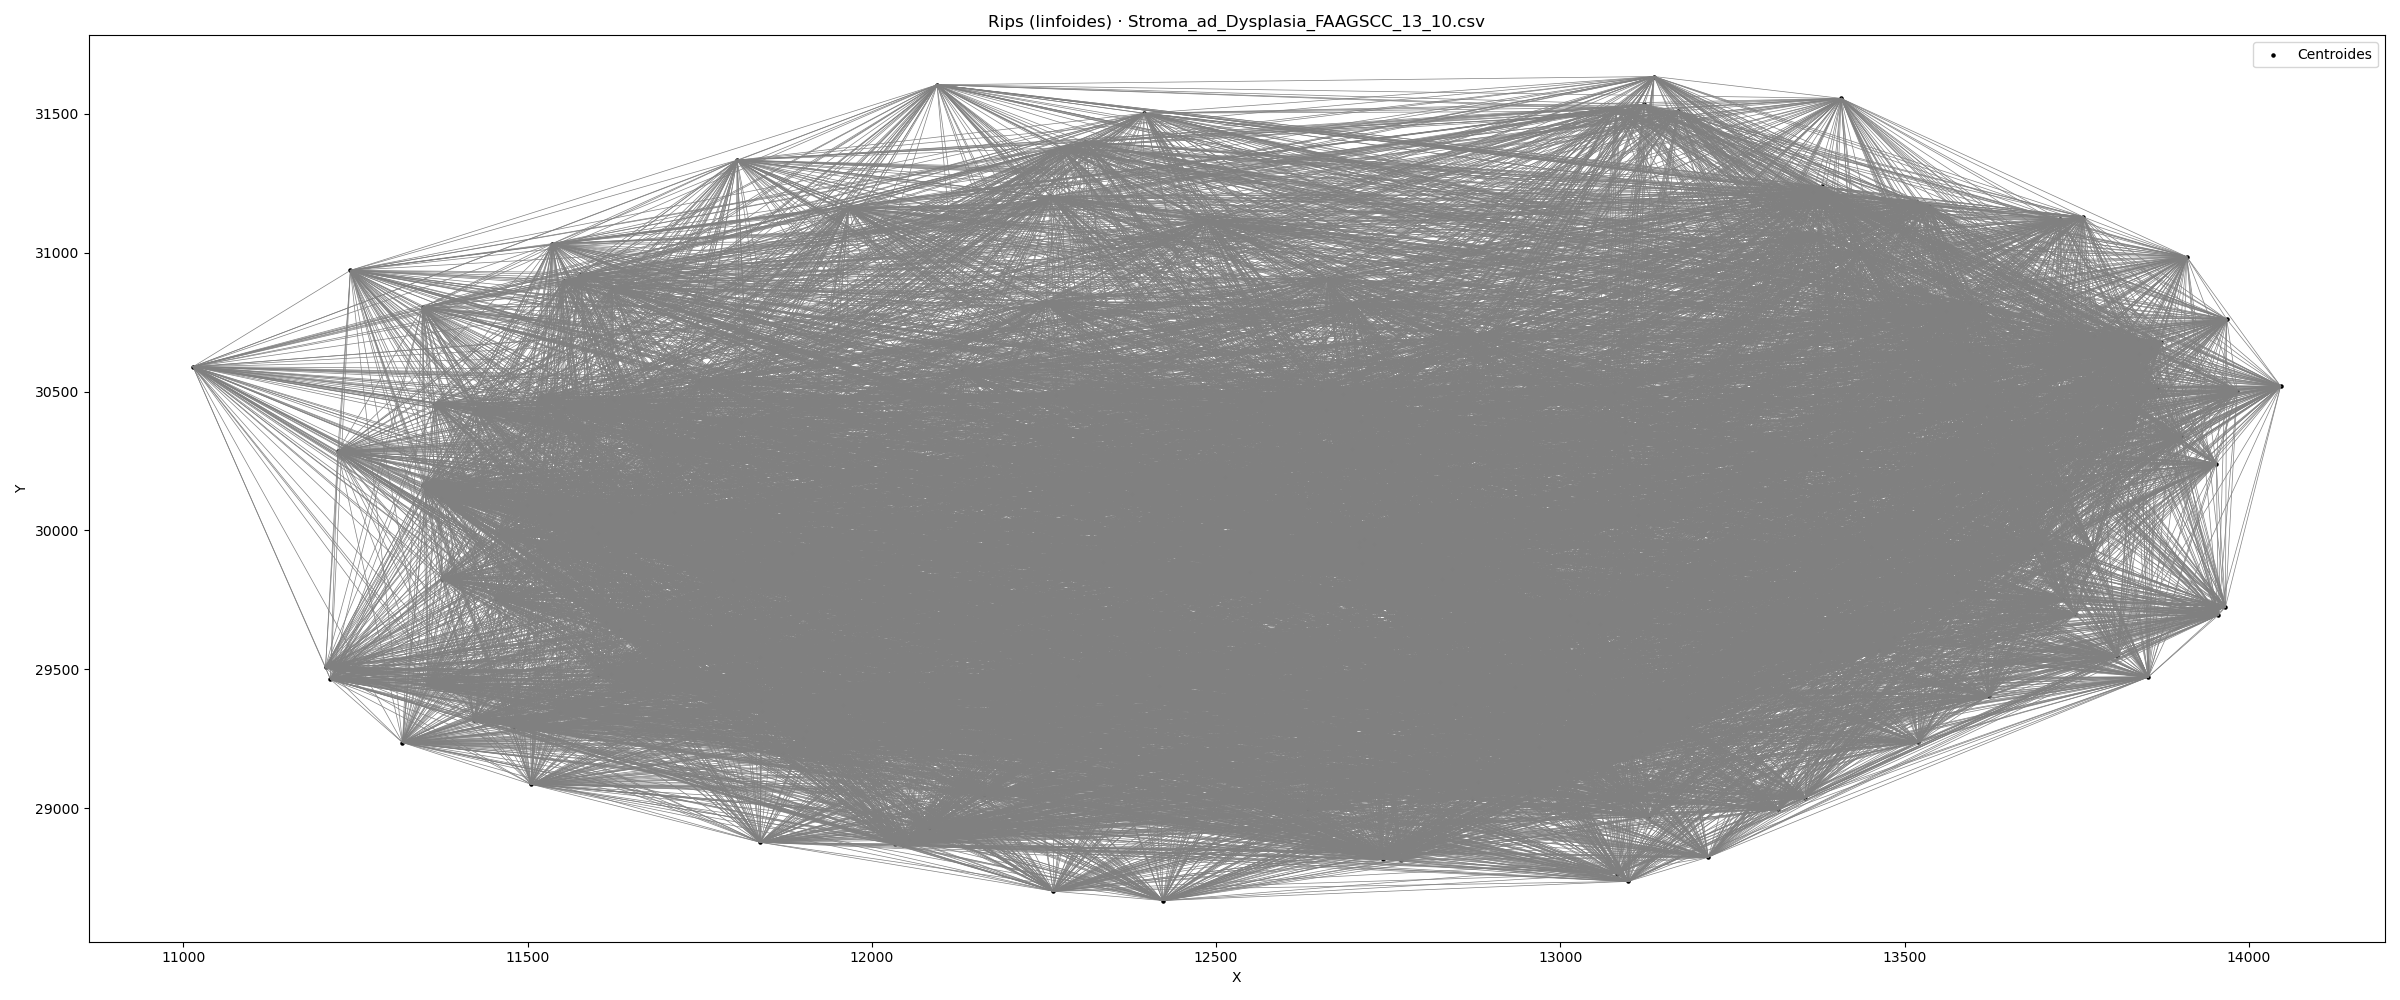 Rips (linfoides) · Stroma_ad_Dysplasia_FAAGSCC_13_10.csv
Centroides
31500
31000
30500
30000
29500
29000
Y
11000 11500 12000 12500 13000 13500 14000
X